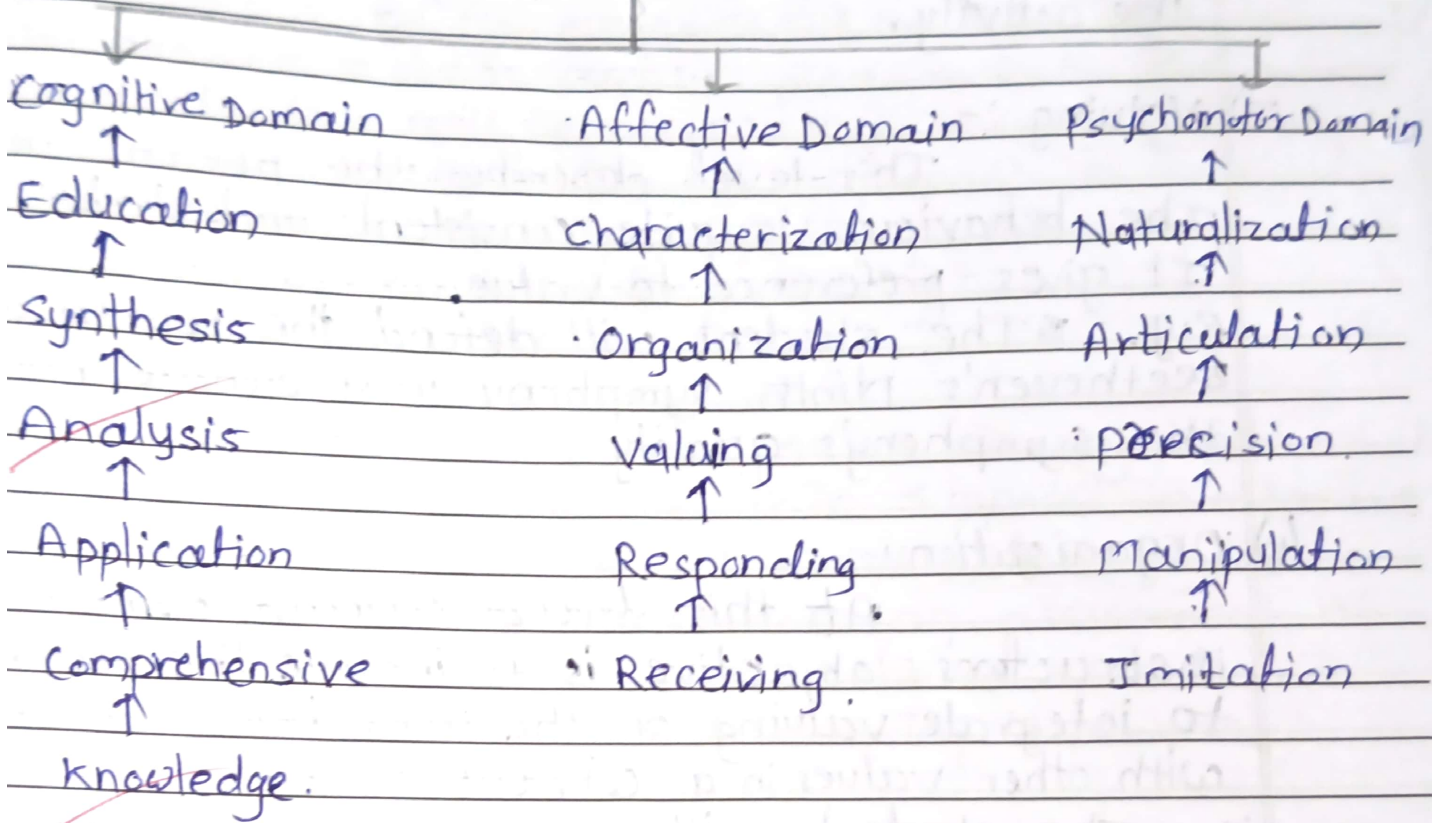 Cognitive Domain Affective Domain Psychomotor Domain
Education Characterization Naturalization
Synthesis Organization Articulation
Analysis Valuing Precision.
Application Responding Manipulation
Comprehensive Receiving. Imitation
Knowledge.